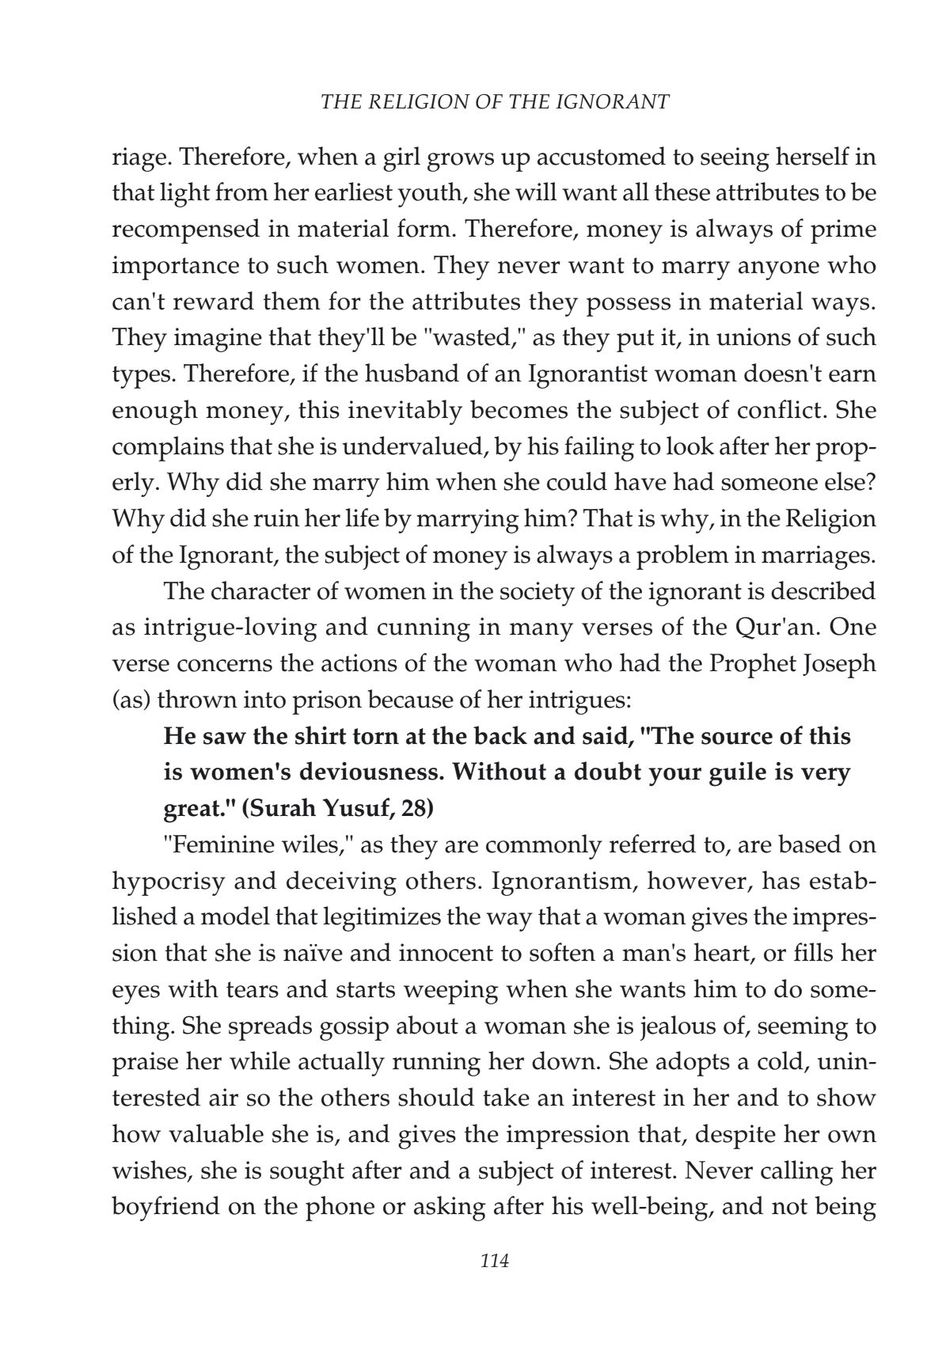 THE RELIGION OF THE IGNORANT
riage. Therefore, when a girl grows up accustomed to seeing herself in
that light from her earliest youth, she will want all these attributes to be
recompensed in material form. Therefore, money is always of prime
importance to such women. They never want to marry anyone who
can't reward them for the attributes they possess in material ways.
They imagine that they'll be "wasted," as they put it, in unions of such
types. Therefore, if the husband of an Ignorantist woman doesn't earn
enough money, this inevitably becomes the subject of conflict. She
complains that she is undervalued, by his failing to look after her prop-
erly. Why did she marry him when she could have had someone else?
Why did she ruin her life by marrying him? That is why, in the Religion
of the Ignorant, the subject of money is always a problem in marriages.
The character of women in the society of the ignorant is described
as intrigue-loving and cunning in many verses of the Qur'an. One
verse concerns the actions of the woman who had the Prophet Joseph
(as) thrown into prison because of her intrigues:
He saw the shirt torn at the back and said, "The source of this
is women's deviousness. Without a doubt your guile is very
great." (Surah Yusuf, 28)
"Feminine wiles," as they are commonly referred to, are based on
hypocrisy and deceiving others. Ignorantism, however, has estab-
lished a model that legitimizes the way that a woman gives the impres-
sion that she is naïve and innocent to soften a man's heart, or fills her
eyes with tears and starts weeping when she wants him to do some-
thing. She spreads gossip about a woman she is jealous of, seeming to
praise her while actually running her down. She adopts a cold, unin-
terested air so the others should take an interest in her and to show
how valuable she is, and gives the impression that, despite her own
wishes, she is sought after and a subject of interest. Never calling her
boyfriend on the phone or asking after his well-being, and not being
114